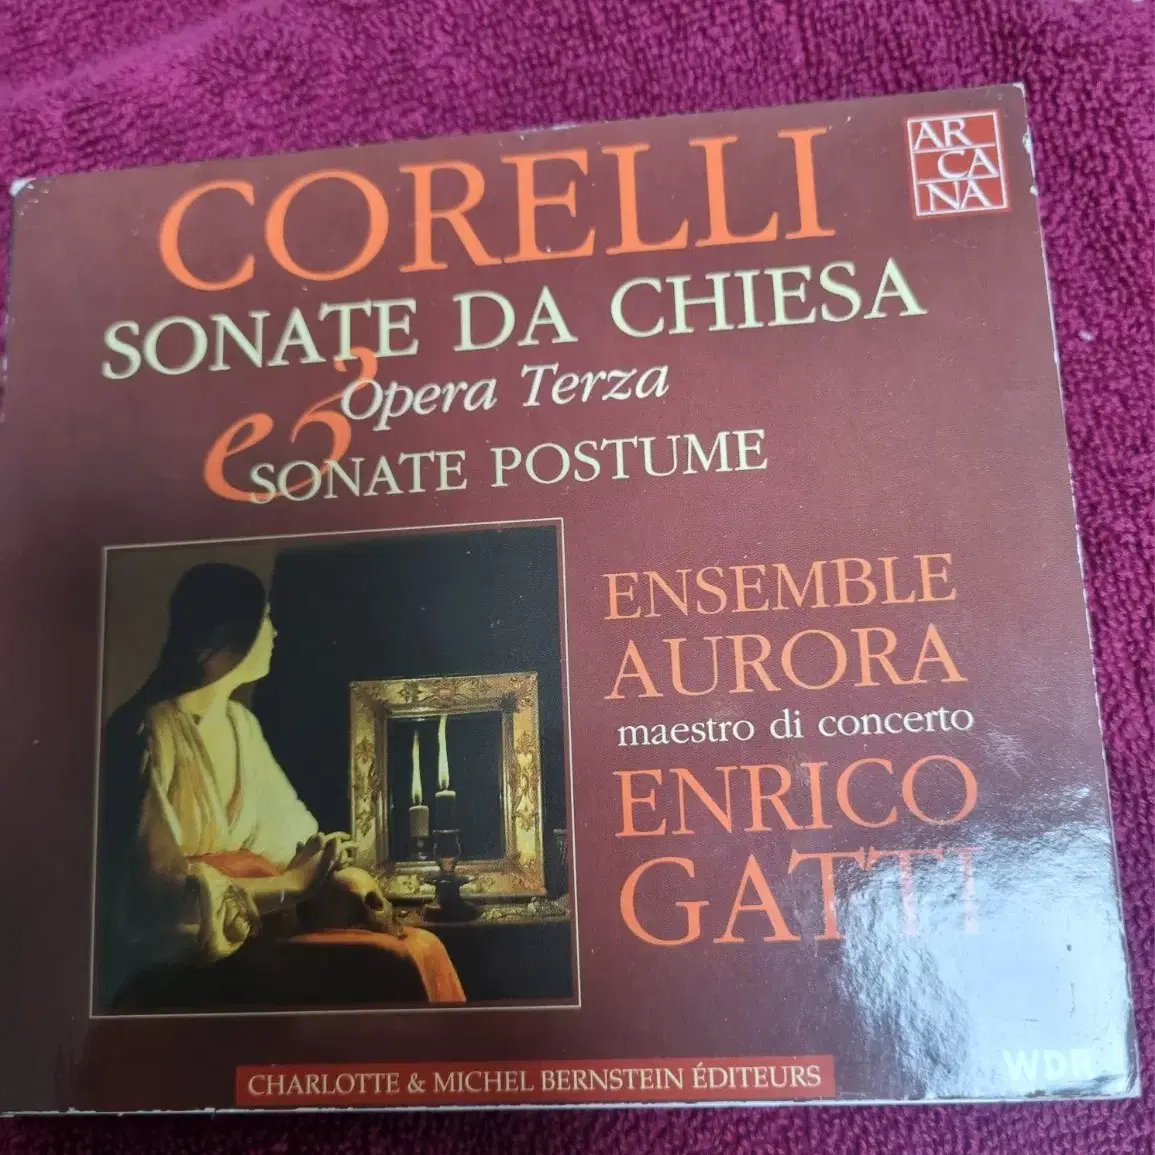 CORELLI
AR
CA
NA
SONATE DA CHIESA
Opera Terza
&
SONATE POSTUME
ENSEMBLE
AURORA
maestro di concerto
ENRICO
GATTI
CHARLOTTE & MICHEL BERNSTEIN ÉDITEURS
WDR